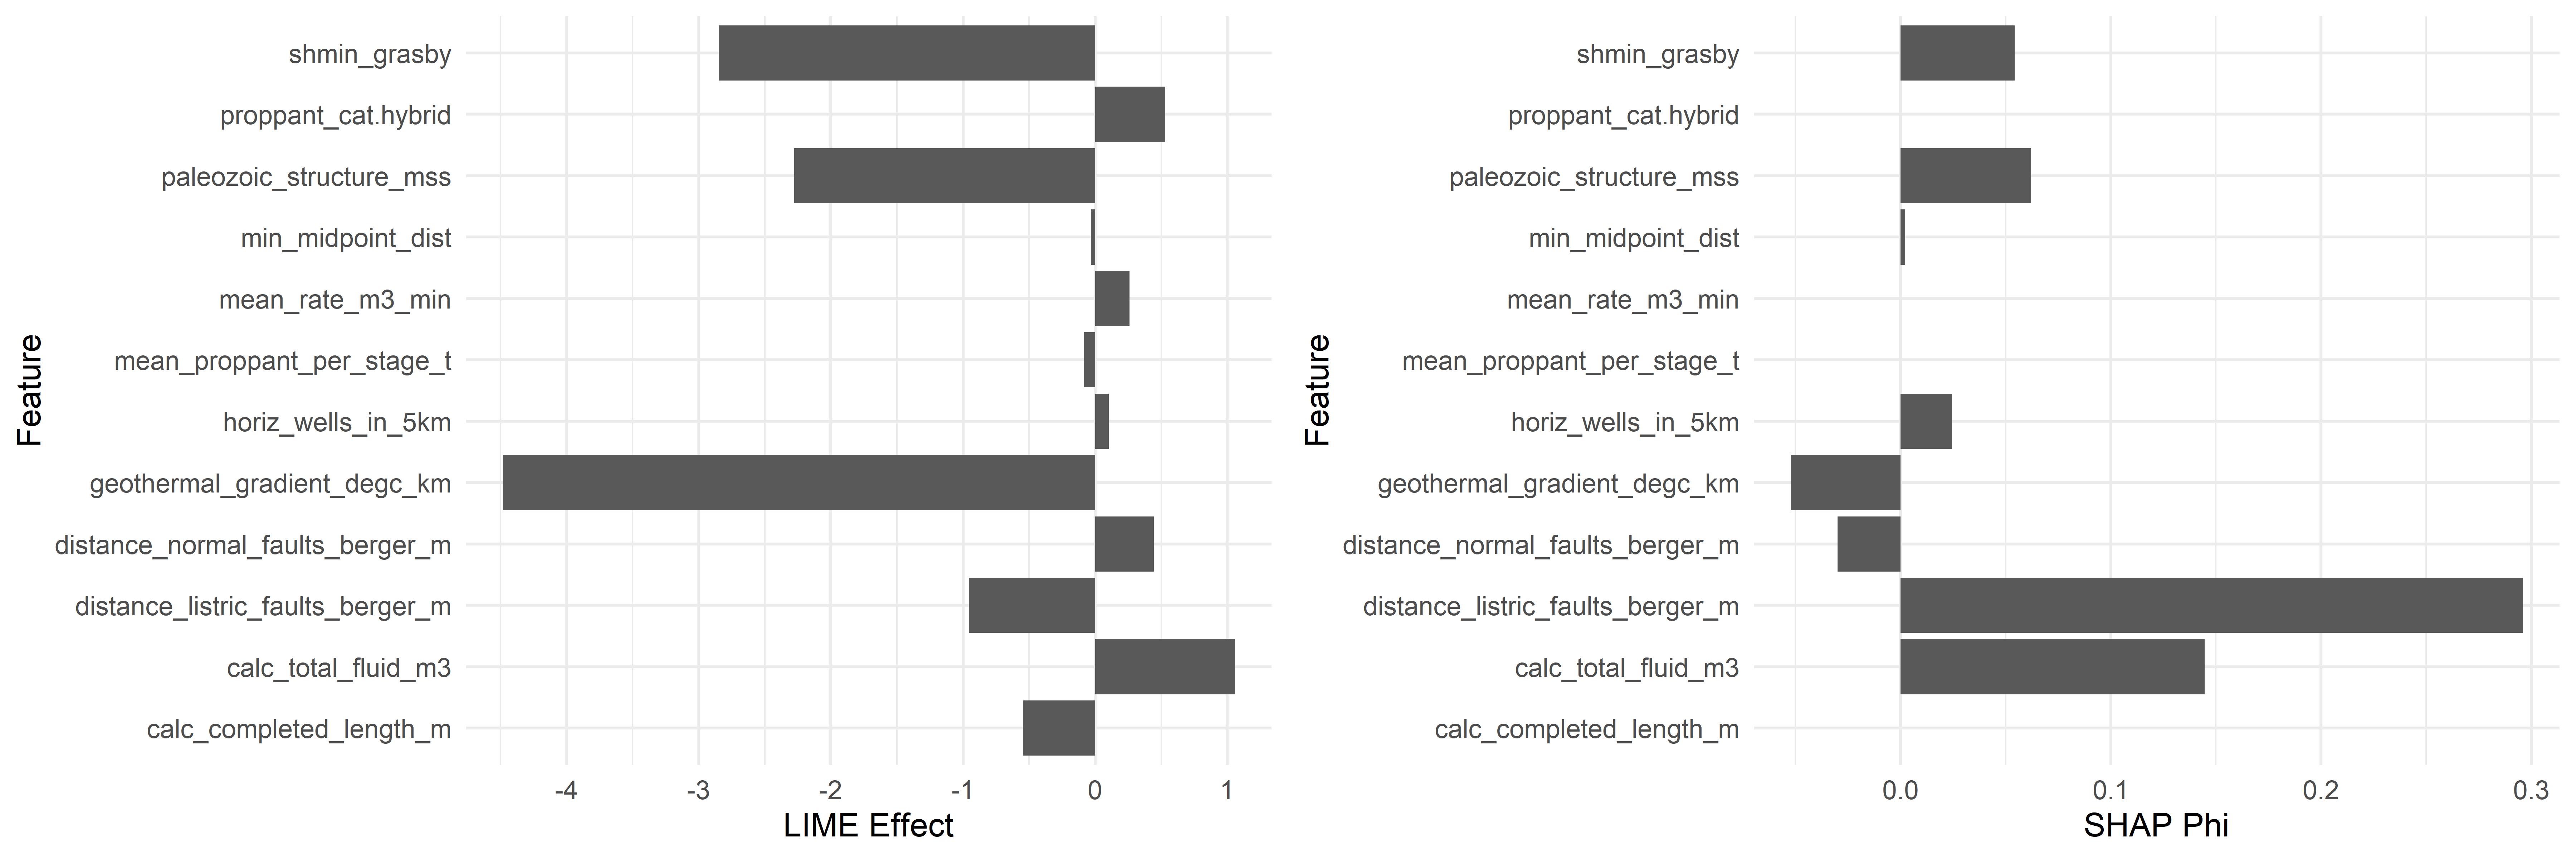 Feature
shmin_grasby
proppant_cat.hybrid
paleozoic_structure_mss
min_midpoint_dist
mean_rate_m3_min
mean_proppant_per_stage_t
horiz_wells_in_5km
geothermal_gradient_degc_km
distance_normal_faults_berger_m
distance_listric_faults_berger_m
calc_total_fluid_m3
calc_completed_length_m
-4 -3 -2 -1 0 1
LIME Effect
Feature
shmin_grasby
proppant_cat.hybrid
paleozoic_structure_mss
min_midpoint_dist
mean_rate_m3_min
mean_proppant_per_stage_t
horiz_wells_in_5km
geothermal_gradient_degc_km
distance_normal_faults_berger_m
distance_listric_faults_berger_m
calc_total_fluid_m3
calc_completed_length_m
0.0 0.1 0.2 0.3
SHAP Phi